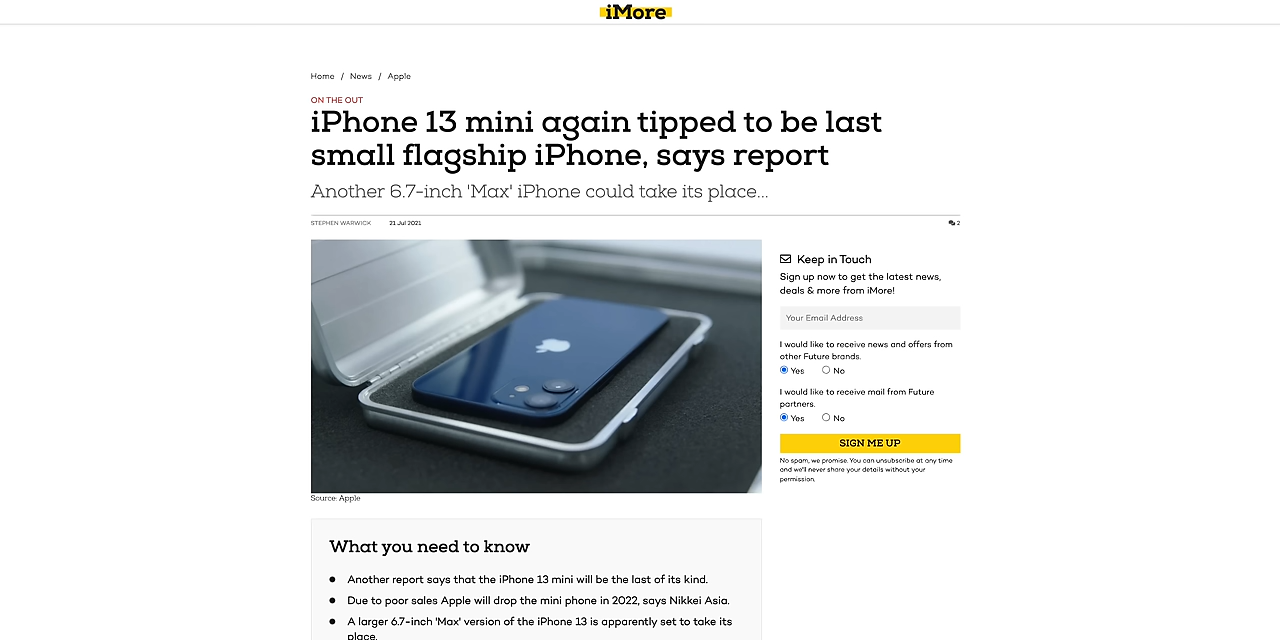 iMore
Home / News / Apple
ON THE OUT
iPhone 13 mini again tipped to be last
small flagship iPhone, says report
Another 6.7-inch 'Max' iPhone could take its place...
STEPHEN WARWICK 21 Jul 2021 2
Source: Apple
What you need to know
Another report says that the iPhone 13 mini will be the last of its kind.
Due to poor sales Apple will drop the mini phone in 2022, says Nikkei Asia.
A larger 6.7-inch 'Max' version of the iPhone 13 is apparently set to take its
place.
Keep in Touch
Sign up now to get the latest news,
deals & more from iMore!
Your Email Address
I would like to receive news and offers from
other Future brands.
Yes No
I would like to receive mail from Future
partners.
Yes No
SIGN ME UP
No spam, we promise. You can unsubscribe at any time
and we'll never share your details without your
permission.